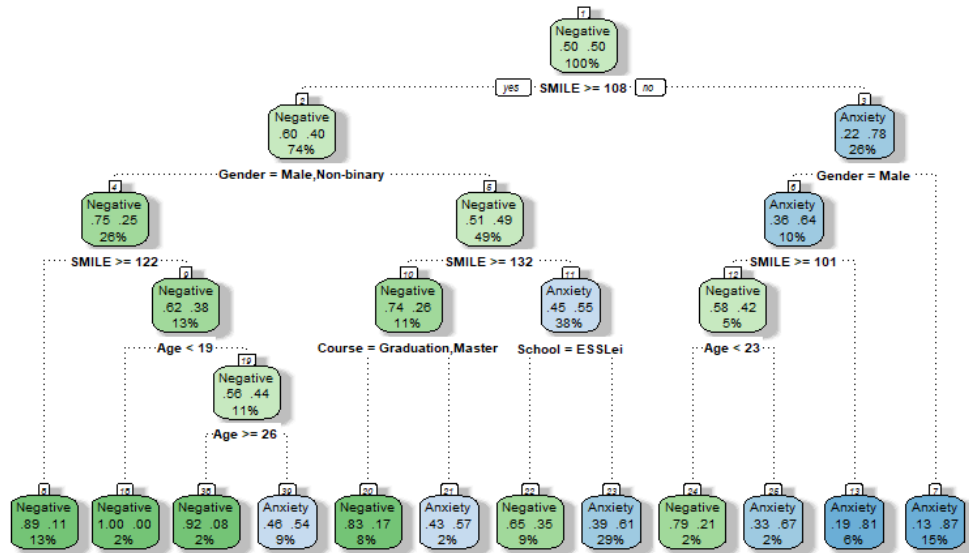 1
Negative
.50 .50
100%
yes SMILE >= 108 no
2
Negative
.60 .40
74%
3
Anxiety
.22 .78
26%
Gender = Male,Non-binary
Gender = Male
4
Negative
.75 .25
26%
5
Negative
.51 .49
49%
6
Anxiety
.36 .64
10%
SMILE >= 122
SMILE >= 132
SMILE >= 101
9
Negative
.62 .38
13%
10
Negative
.74 .26
11%
11
Anxiety
.45 .55
38%
12
Negative
.58 .42
5%
Age < 19
Course = Graduation,Master
School = ESSLei
Age < 23
19
Negative
.56 .44
11%
Age >= 26
8
Negative
.89 .11
13%
18
Negative
1.00 .00
2%
38
Negative
.92 .08
2%
39
Anxiety
.46 .54
9%
20
Negative
.83 .17
8%
21
Anxiety
.43 .57
2%
22
Negative
.65 .35
9%
23
Anxiety
.39 .61
29%
24
Negative
.79 .21
2%
25
Anxiety
.33 .67
2%
13
Anxiety
.19 .81
6%
7
Anxiety
.13 .87
15%